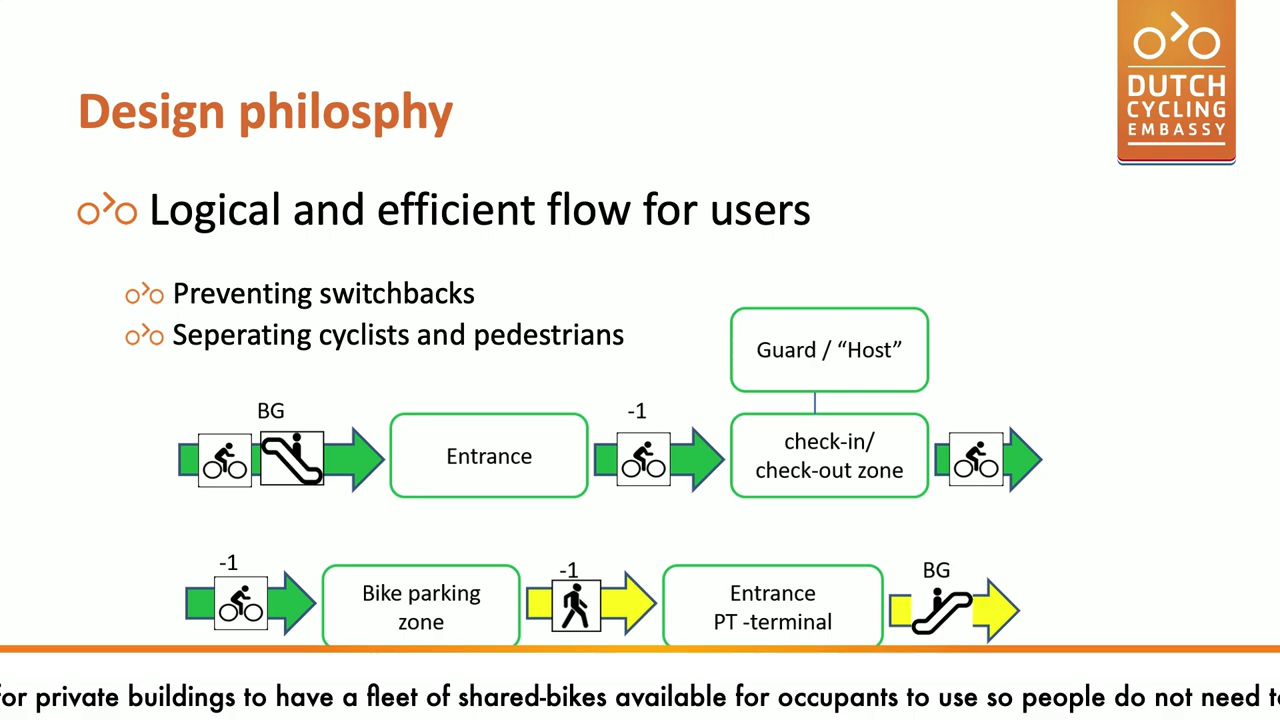 DUTCH
CYCLING
EMBASSY
Design philosphy
Logical and efficient flow for users
Preventing switchbacks
Seperating cyclists and pedestrians
Guard / “Host”
BG
-1
Entrance
check-in/
check-out zone
-1
-1
BG
Bike parking
zone
Entrance
PT -terminal
for private buildings to have a fleet of shared-bikes available for occupants to use so people do not need